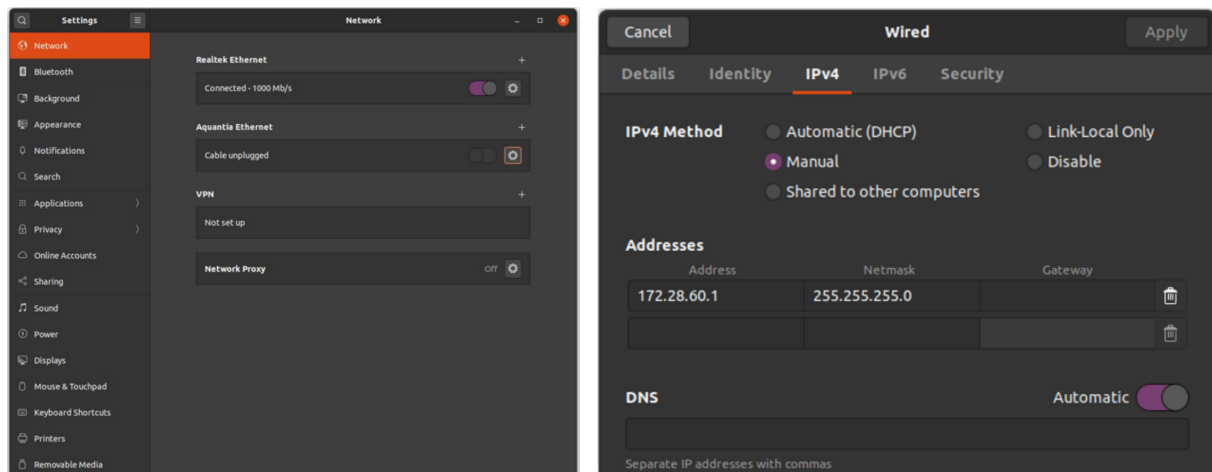 Settings
Network
Network
Bluetooth
Background
Appearance
Notifications
Search
Applications
Privacy
Online Accounts
Sharing
Sound
Power
Displays
Mouse & Touchpad
Keyboard Shortcuts
Printers
Removable Media
Realtek Ethernet
Connected - 1000 Mb/s
Aquantia Ethernet
Cable unplugged
VPN
Not set up
Network Proxy Off
Cancel Wired Apply
Details Identity IPv4 IPv6 Security
IPv4 Method Automatic (DHCP) Link-Local Only
Manual Disable
Shared to other computers
Addresses
Address Netmask Gateway
172.28.60.1 255.255.255.0
DNS Automatic
Separate IP addresses with commas